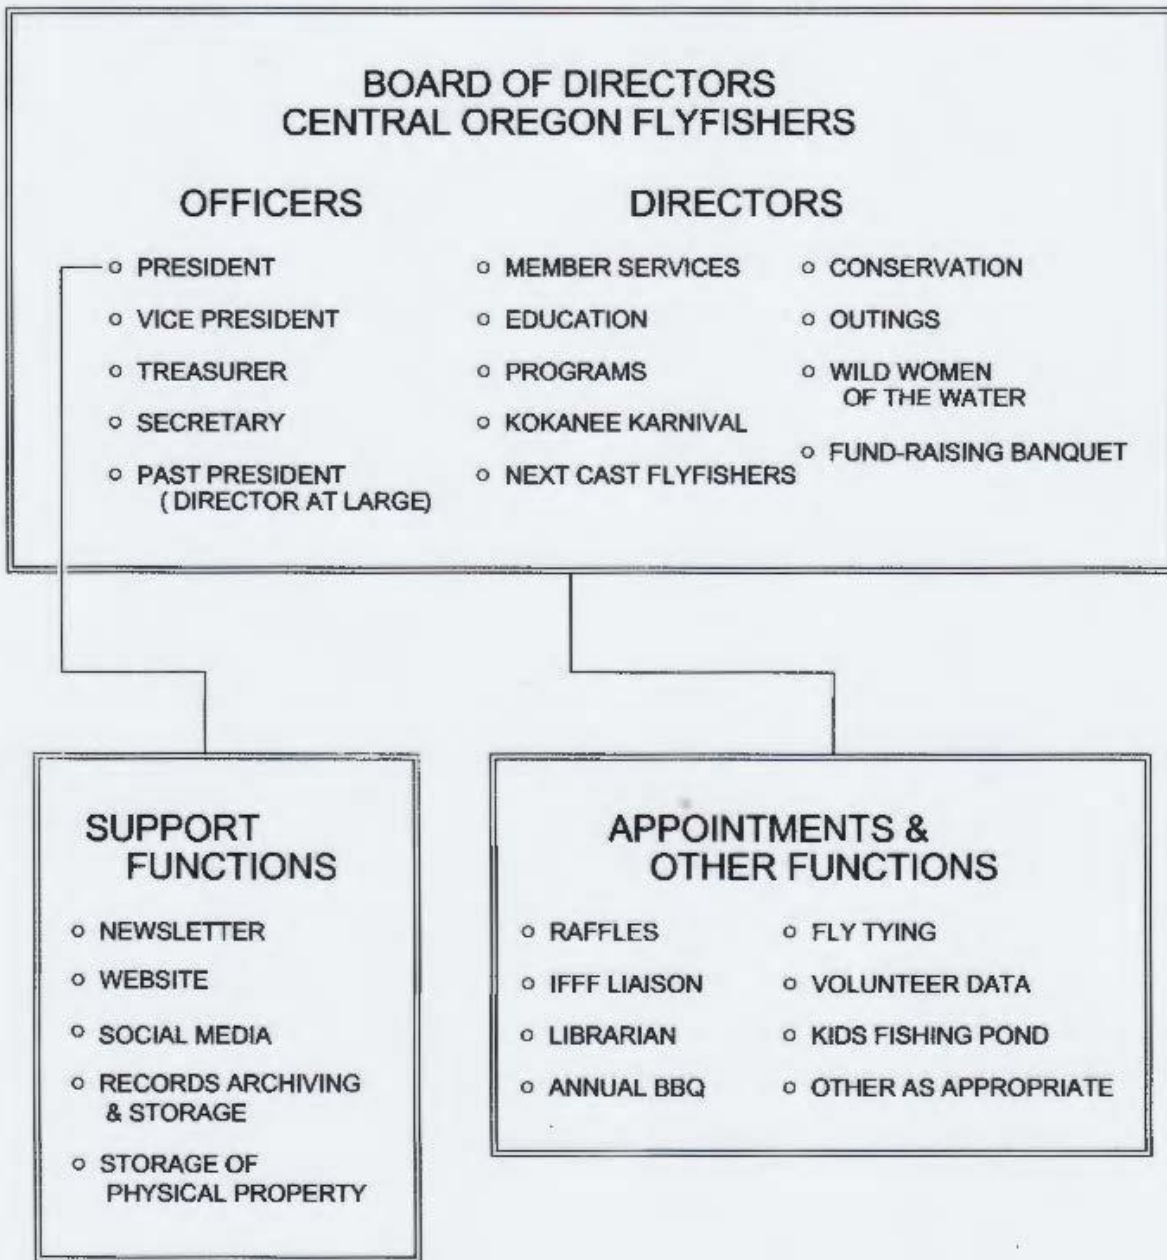 BOARD OF DIRECTORS
CENTRAL OREGON FLYFISHERS
OFFICERS
○ PRESIDENT
○ VICE PRESIDENT
○ TREASURER
○ SECRETARY
○ PAST PRESIDENT
( DIRECTOR AT LARGE)
DIRECTORS
○ MEMBER SERVICES
○ EDUCATION
○ PROGRAMS
○ KOKANEE KARNIVAL
○ NEXT CAST FLYFISHERS
○ CONSERVATION
○ OUTINGS
○ WILD WOMEN
OF THE WATER
○ FUND-RAISING BANQUET
SUPPORT
FUNCTIONS
○ NEWSLETTER
○ WEBSITE
○ SOCIAL MEDIA
○ RECORDS ARCHIVING
& STORAGE
○ STORAGE OF
PHYSICAL PROPERTY
APPOINTMENTS &
OTHER FUNCTIONS
○ RAFFLES
○ IFFF LIAISON
○ LIBRARIAN
○ ANNUAL BBQ
○ FLY TYING
○ VOLUNTEER DATA
○ KIDS FISHING POND
○ OTHER AS APPROPRIATE